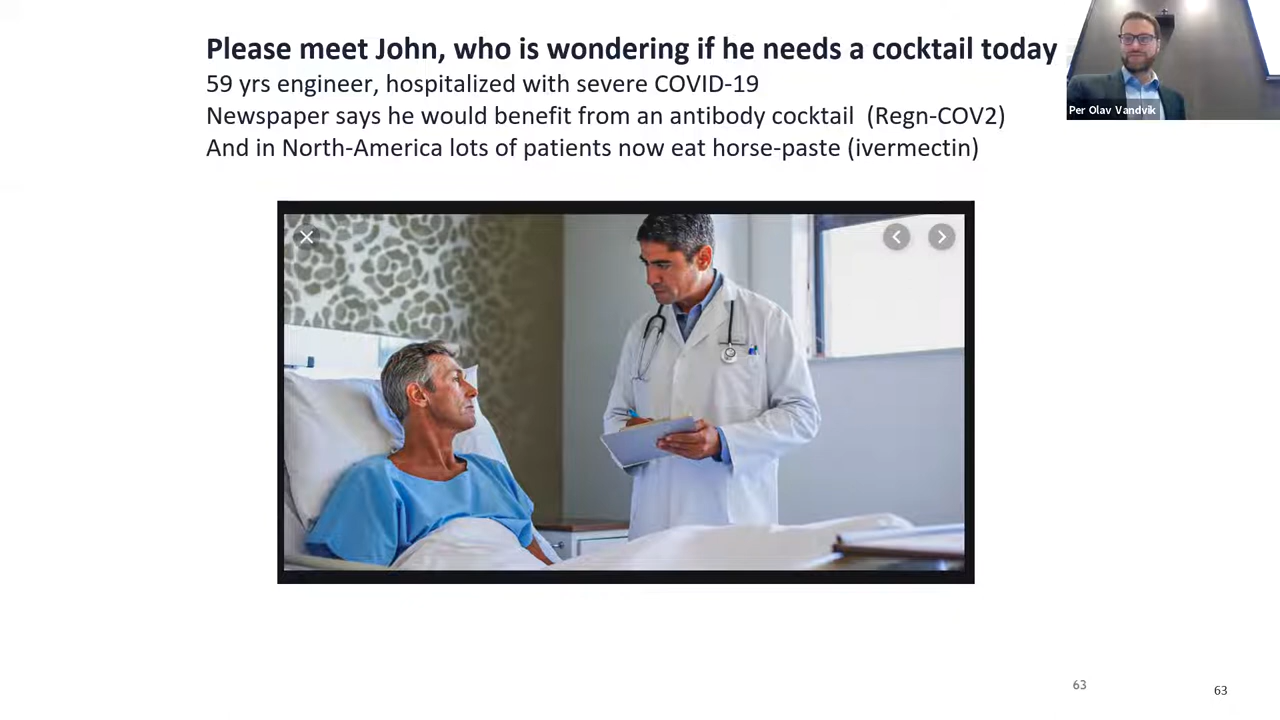 Please meet John, who is wondering if he needs a cocktail today
59 yrs engineer, hospitalized with severe COVID-19
Newspaper says he would benefit from an antibody cocktail  (Regn-COV2)
And in North-America lots of patients now eat horse-paste (ivermectin)
Per Olav Vandvik
63
63